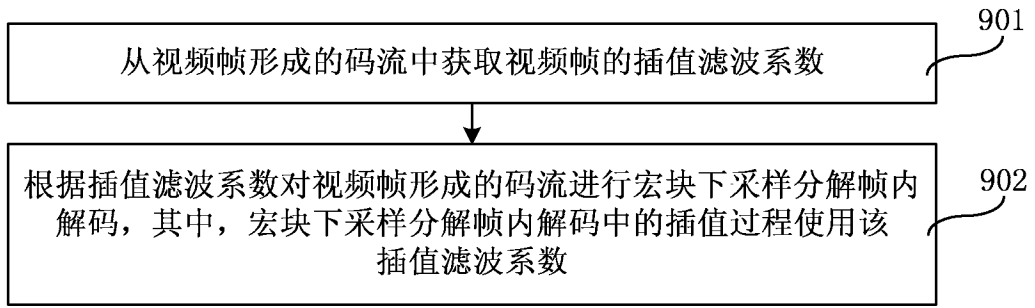 901
从视频帧形成的码流中获取视频帧的插值滤波系数
902
根据插值滤波系数对视频帧形成的码流进行宏块下采样分解帧内
解码，其中，宏块下采样分解帧内解码中的插值过程使用该
插值滤波系数